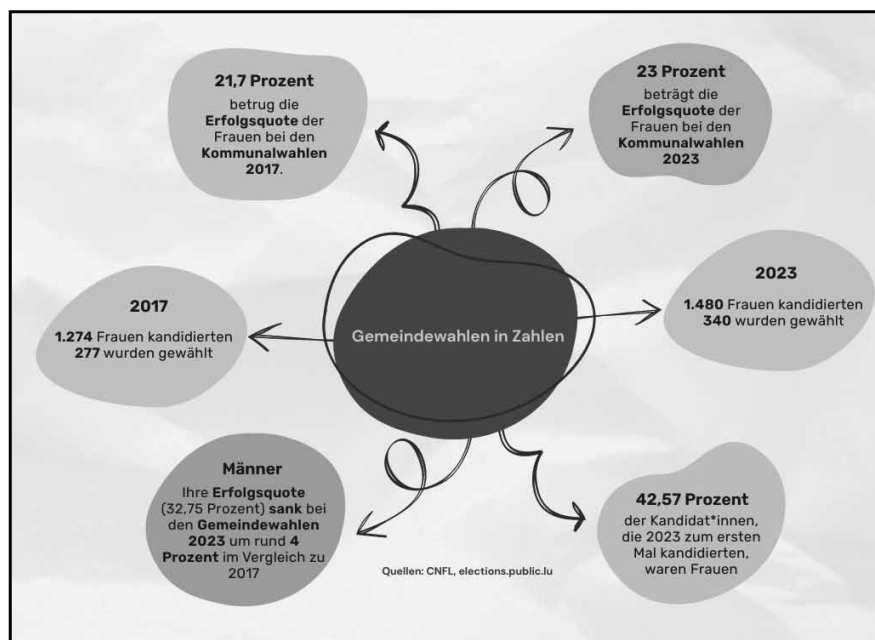 21,7 Prozent
betrug die
Erfolgsquote der
Frauen bei den
Kommunalwahlen
2017.
23 Prozent
beträgt die
Erfolgsquote der
Frauen bei den
Kommunalwahlen
2023
2017
1.274 Frauen kandidierten
277 wurden gewählt
Gemeindewahlen in Zahlen
2023
1.480 Frauen kandidierten
340 wurden gewählt
Männer
Ihre Erfolgsquote
(32,75 Prozent) sank bei
den Gemeindewahlen
2023 um rund 4
Prozent im Vergleich zu
2017
42,57 Prozent
der Kandidat*innen,
die 2023 zum ersten
Mal kandidierten,
waren Frauen
Quellen: CNFL, elections.public.lu